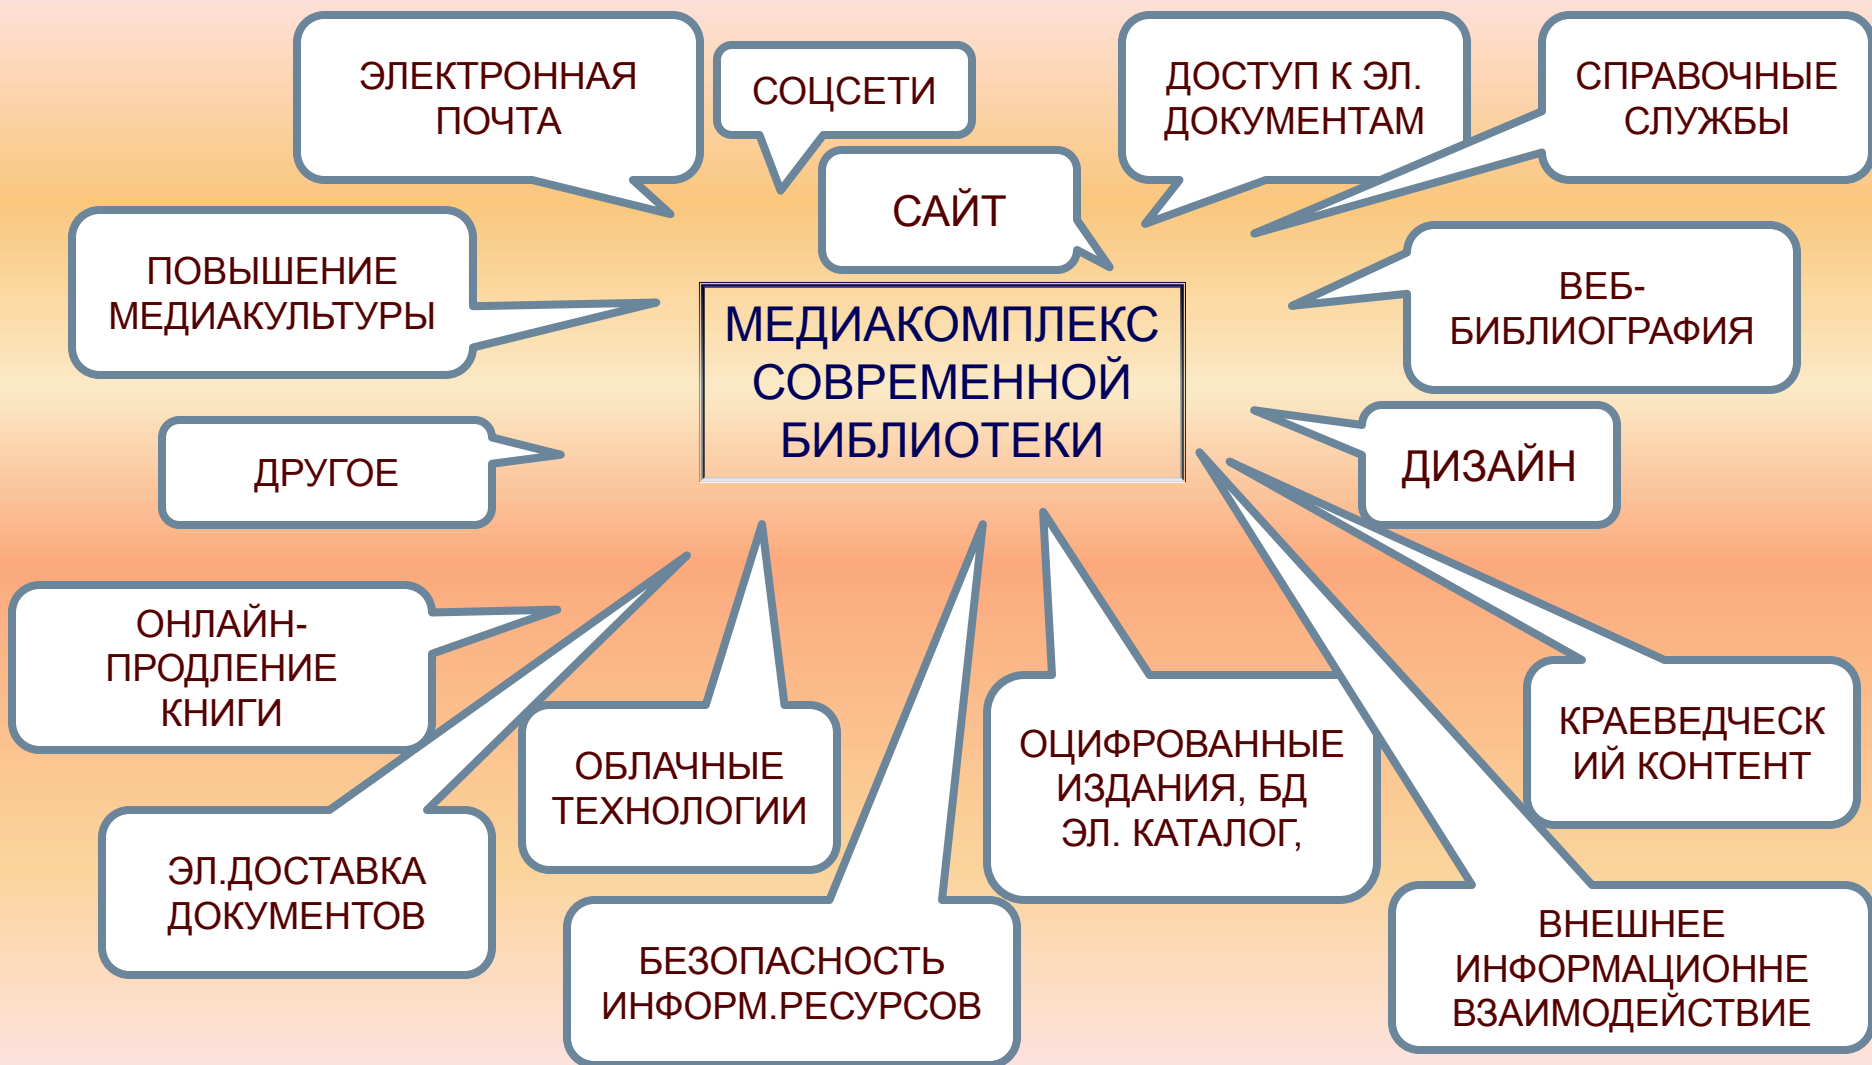 ЭЛЕКТРОННАЯ
ПОЧТА
СОЦСЕТИ
ДОСТУП К ЭЛ.
ДОКУМЕНТАМ
СПРАВОЧНЫЕ
СЛУЖБЫ
САЙТ
ПОВЫШЕНИЕ
МЕДИАКУЛЬТУРЫ
ВЕБ-
БИБЛИОГРАФИЯ
МЕДИАКОМПЛЕКС
СОВРЕМЕННОЙ
БИБЛИОТЕКИ
ДРУГОЕ
ДИЗАЙН
ОНЛАЙН-
ПРОДЛЕНИЕ
КНИГИ
ОБЛАЧНЫЕ
ТЕХНОЛОГИИ
ОЦИФРОВАННЫЕ
ИЗДАНИЯ, БД
ЭЛ. КАТАЛОГ,
КРАЕВЕДЧЕСК
ИЙ КОНТЕНТ
ЭЛ.ДОСТАВКА
ДОКУМЕНТОВ
БЕЗОПАСНОСТЬ
ИНФОРМ.РЕСУРСОВ
ВНЕШНЕЕ
ИНФОРМАЦИОННЕ
ВЗАИМОДЕЙСТВИЕ